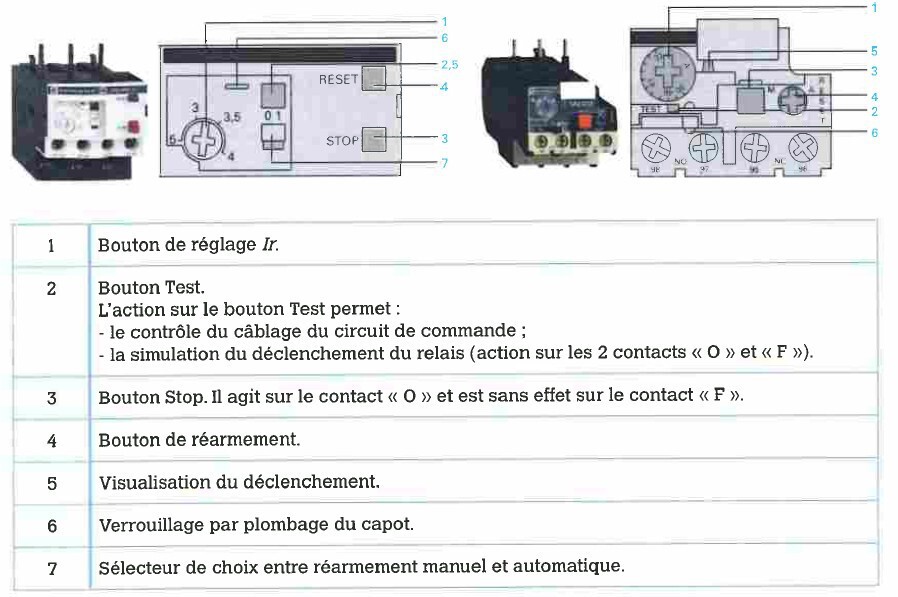 1
6
2,5
4
3
7
RESET
STOP
0 1
3
3,5
5
4
1
5
3
4
2
6
TEST
M
A
R
E
S
E
T
NC
NC
98
97
95
96
1 Bouton de réglage Ir.
2 Bouton Test.
L'action sur le bouton Test permet :
- le contrôle du câblage du circuit de commande ;
- la simulation du déclenchement du relais (action sur les 2 contacts « O » et « F »).
3 Bouton Stop. Il agit sur le contact « O » et est sans effet sur le contact « F ».
4 Bouton de réarmement.
5 Visualisation du déclenchement.
6 Verrouillage par plombage du capot.
7 Sélecteur de choix entre réarmement manuel et automatique.